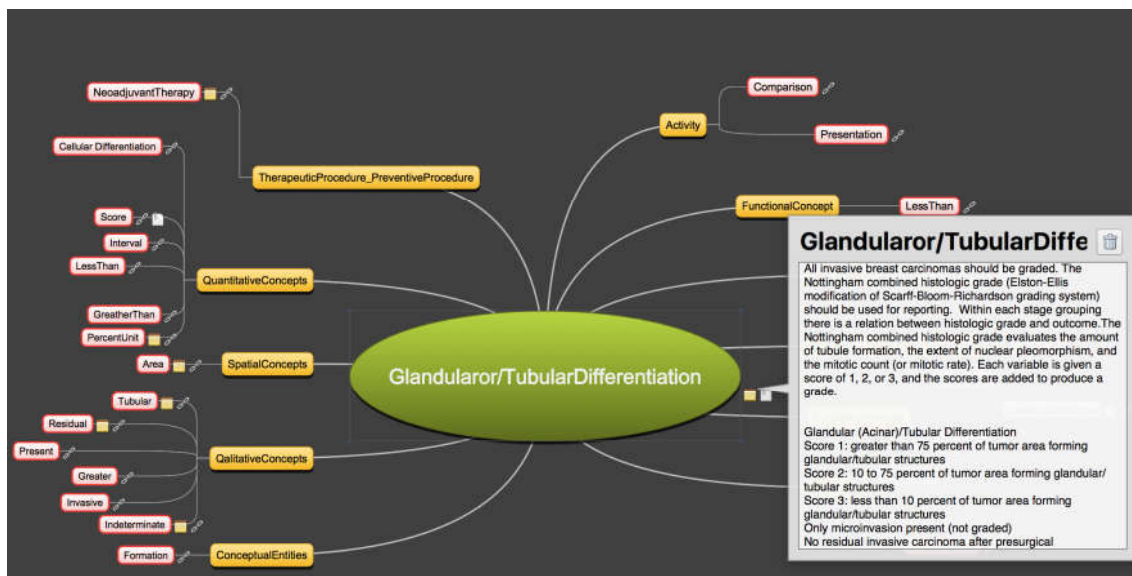 NeoadjuvantTherapy
Cellular Differentiation
TherapeuticProcedure_PreventiveProcedure
Score
Interval
LessThan
QuantitativeConcepts
GreatherThan
PercentUnit
Area
SpatialConcepts
Tubular
Residual
Present
QalitativeConcepts
Greater
Invasive
Indeterminate
Formation
ConceptualEntities
Glandularor/TubularDifferentiation
Comparison
Activity
Presentation
FunctionalConcept
LessThan
Glandularor/TubularDiffe
All invasive breast carcinomas should be graded. The
Nottingham combined histologic grade (Elston-Ellis
modification of Scarff-Bloom-Richardson grading system)
should be used for reporting.  Within each stage grouping
there is a relation between histologic grade and outcome.The
Nottingham combined histologic grade evaluates the amount
of tubule formation, the extent of nuclear pleomorphism, and
the mitotic count (or mitotic rate). Each variable is given a
score of 1, 2, or 3, and the scores are added to produce a
grade.
Glandular (Acinar)/Tubular Differentiation
Score 1: greater than 75 percent of tumor area forming
glandular/tubular structures
Score 2: 10 to 75 percent of tumor area forming glandular/
tubular structures
Score 3: less than 10 percent of tumor area forming
glandular/tubular structures
Only microinvasion present (not graded)
No residual invasive carcinoma after presurgical